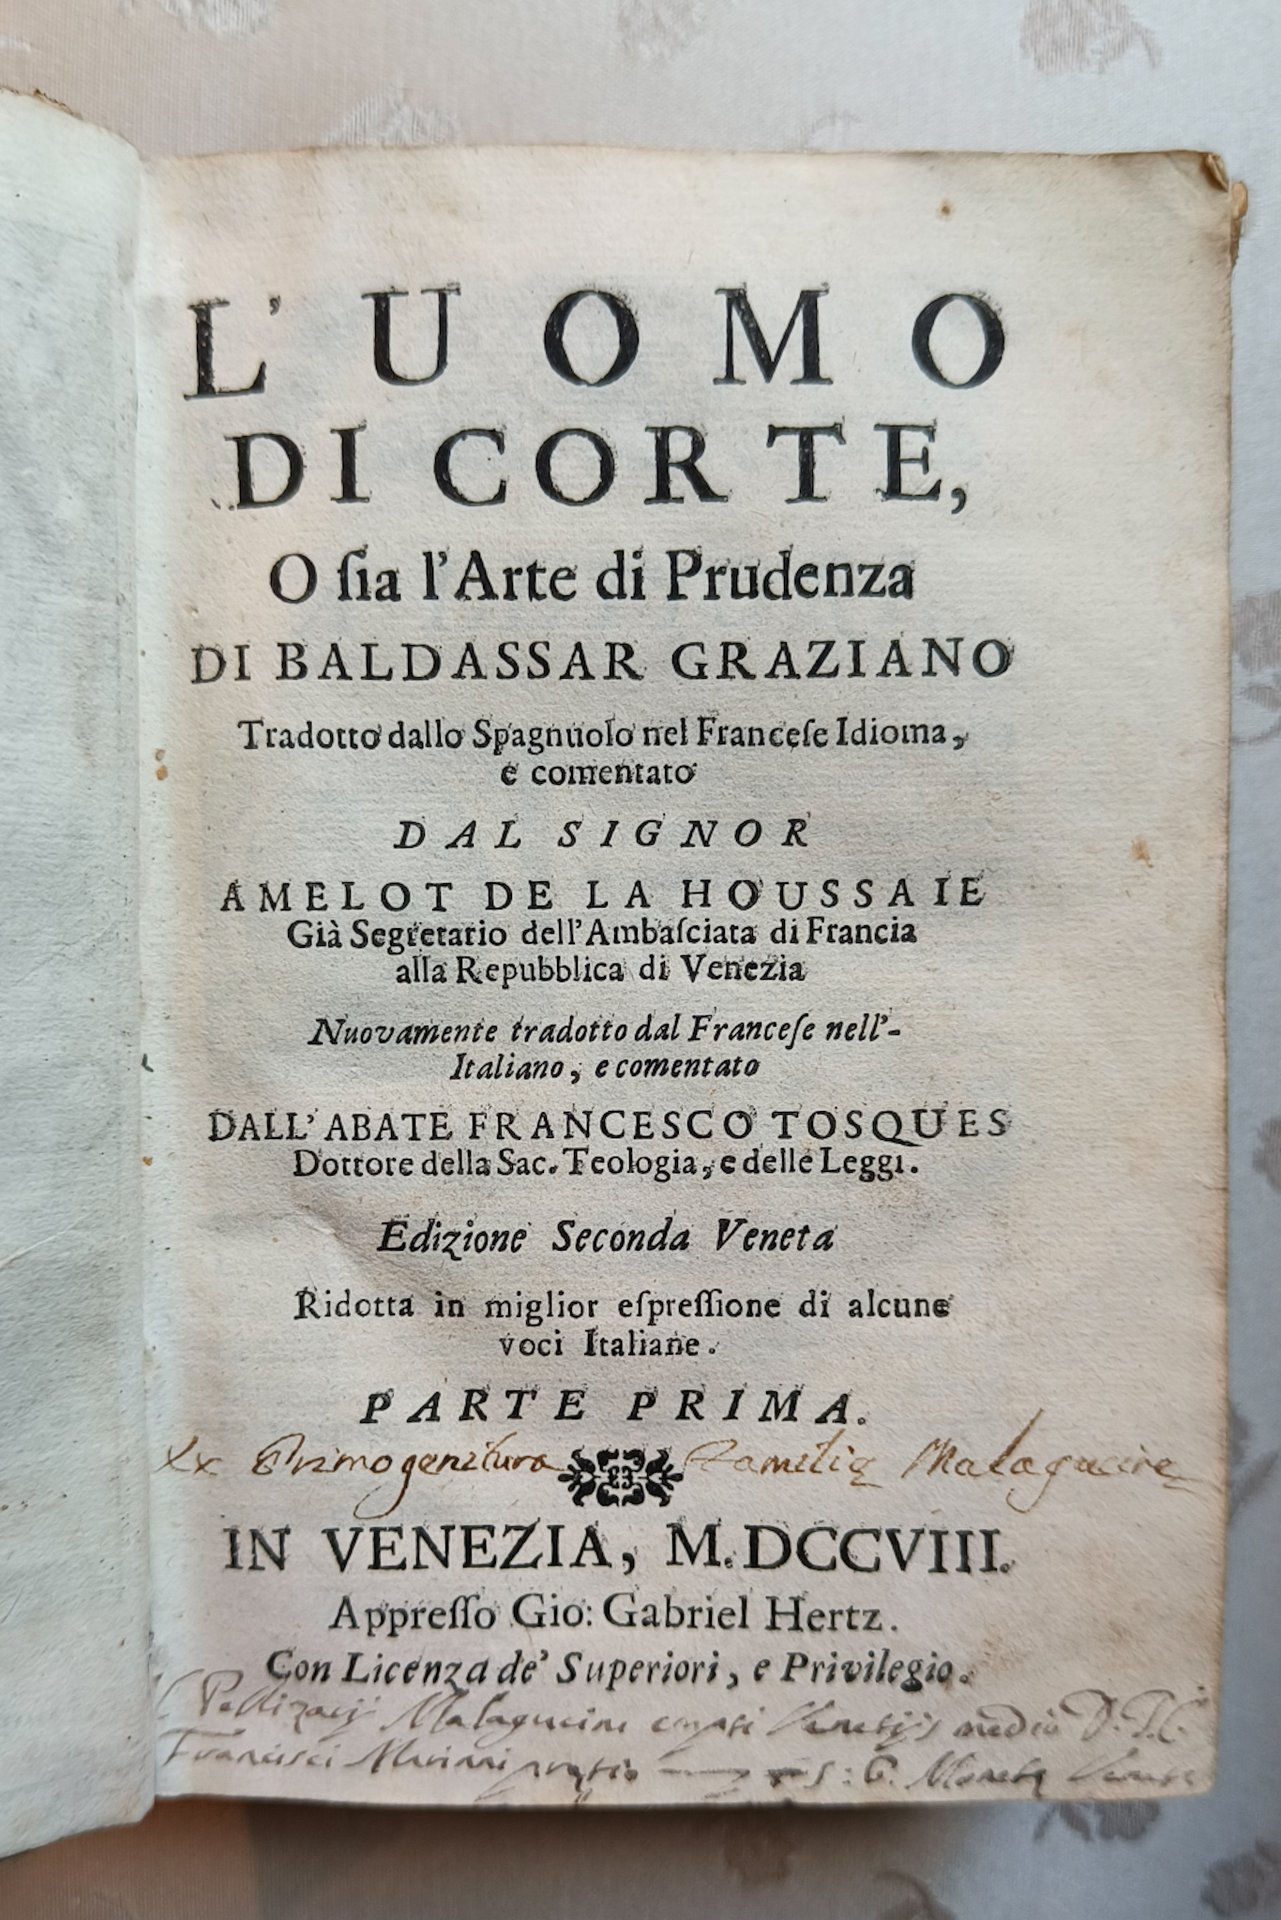 L'UOMO
DI CORTE,
O ſia l'Arte di Prudenza
DI BALDASSAR GRAZIANO
Tradotto dallo Spagnuolo nel Franceſe Idioma,
e comentato
DAL SIGNOR
AMELOT DE LA HOUSSAIE
Già Segretario dell'Ambaſciata di Francia
alla Repubblica di Venezia
Nuovamente tradotto dal Franceſe nell'-
Italiano, e comentato
DALL'ABATE FRANCESCO TOSQUES
Dottore della Sac. Teologia, e delle Leggi.
Edizione Seconda Veneta
Ridotta in miglior eſpreſſione di alcune
voci Italiane.
PARTE PRIMA.
Primogenitura Familię
IN VENEZIA, M.DCCVIII.
Appreſſo Gio: Gabriel Hertz.
Con Licenza de' Superiori, e Privilegio.
Malagucini
Francisci